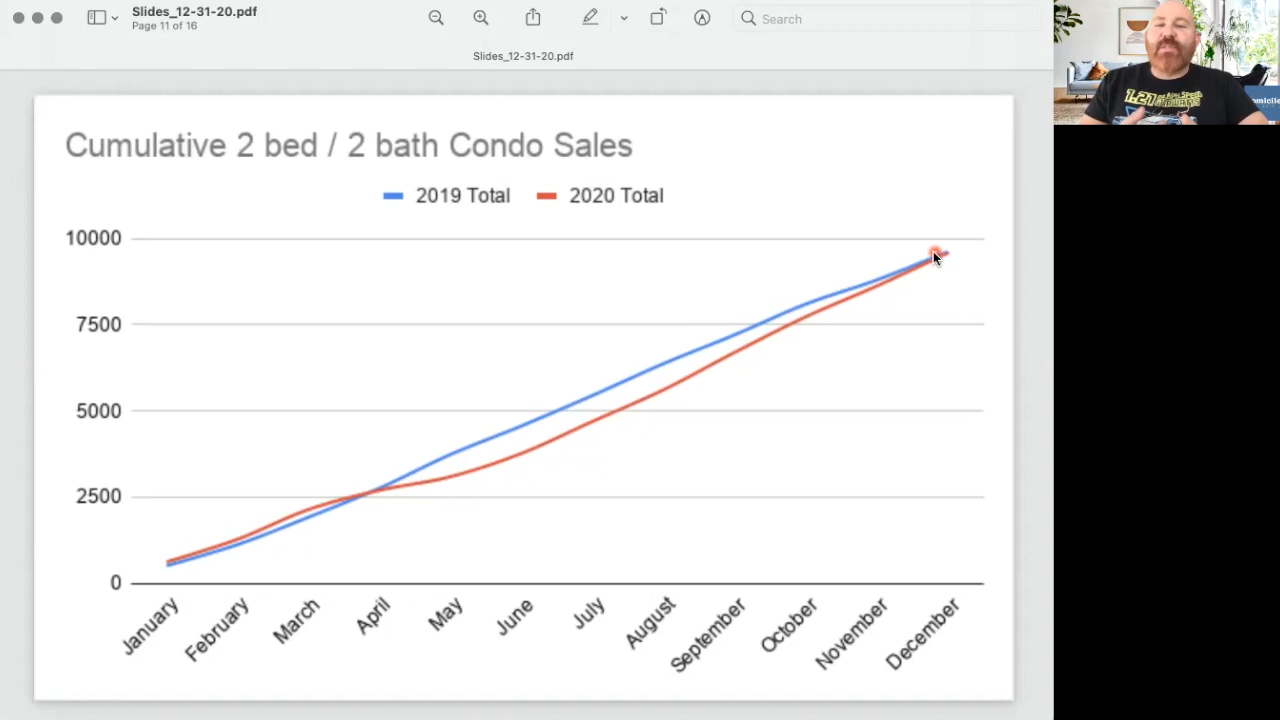 Slides_12-31-20.pdf
Page 11 of 16
Search
Slides_12-31-20.pdf
Cumulative 2 bed / 2 bath Condo Sales
2019 Total
2020 Total
10000
7500
5000
2500
0
January
February
March
April
May
June
July
August
September
October
November
December
1.21